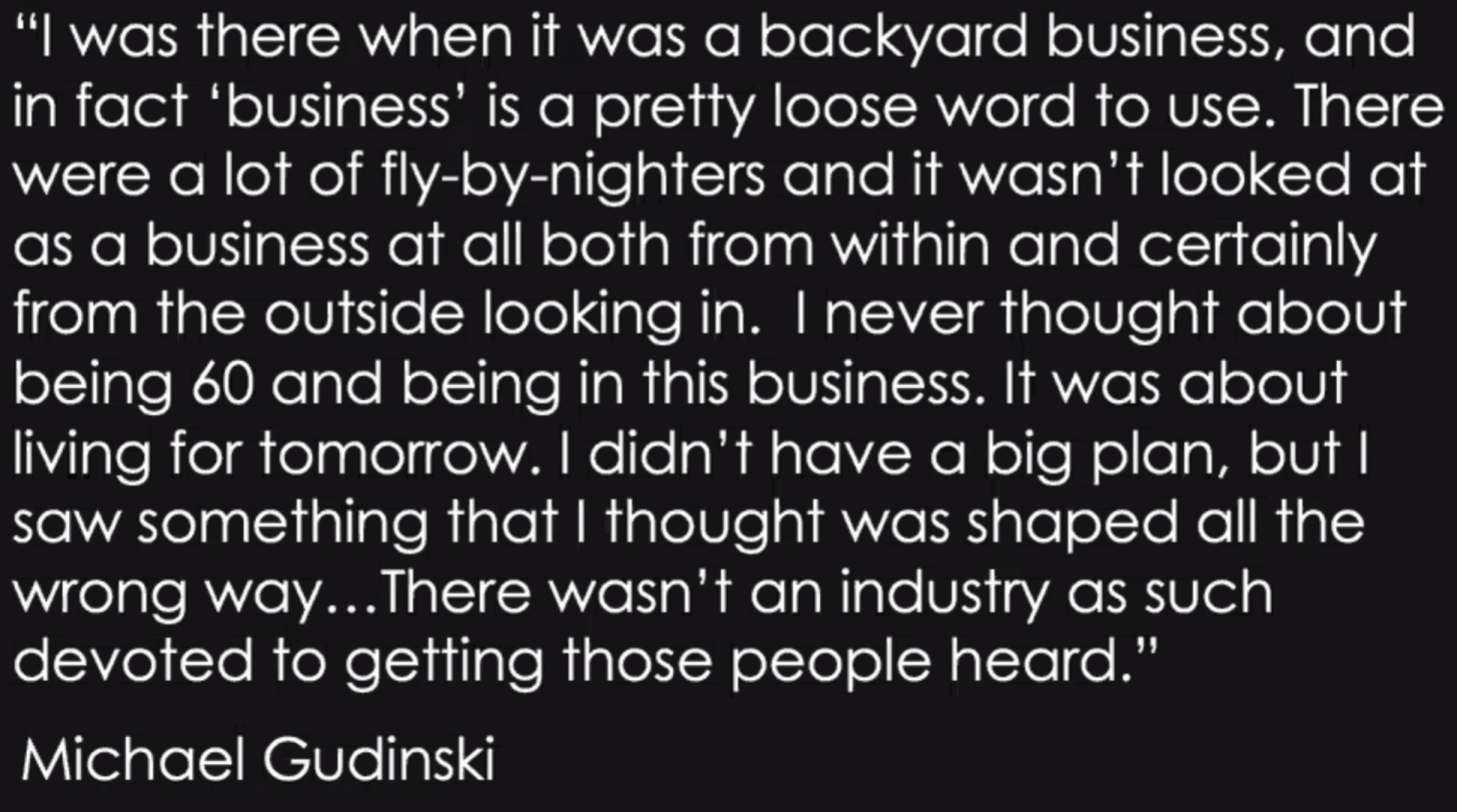 “I was there when it was a backyard business, and
in fact ‘business’ is a pretty loose word to use. There
were a lot of fly-by-nighters and it wasn’t looked at
as a business at all both from within and certainly
from the outside looking in.  I never thought about
being 60 and being in this business. It was about
living for tomorrow. I didn’t have a big plan, but I
saw something that I thought was shaped all the
wrong way…There wasn’t an industry as such
devoted to getting those people heard.”
Michael Gudinski